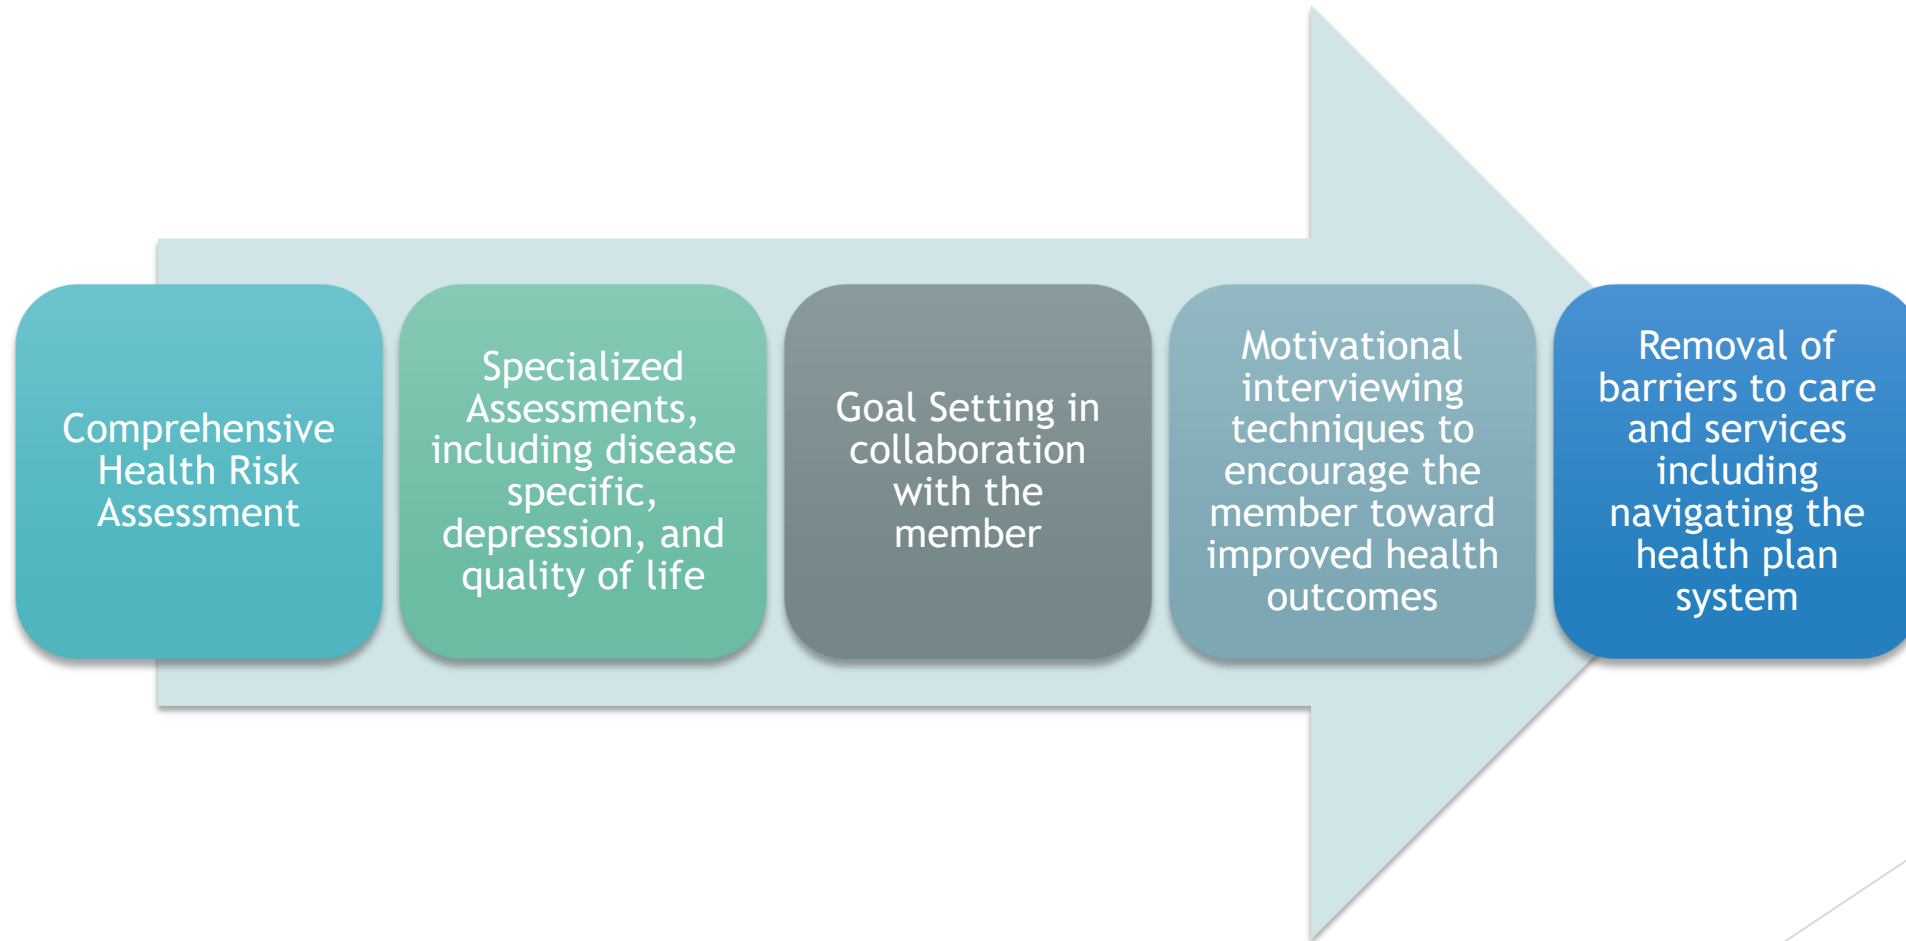 Comprehensive
Health Risk
Assessment
Specialized
Assessments,
including disease
specific,
depression, and
quality of life
Goal Setting in
collaboration
with the
member
Motivational
interviewing
techniques to
encourage the
member toward
improved health
outcomes
Removal of
barriers to care
and services
including
navigating the
health plan
system